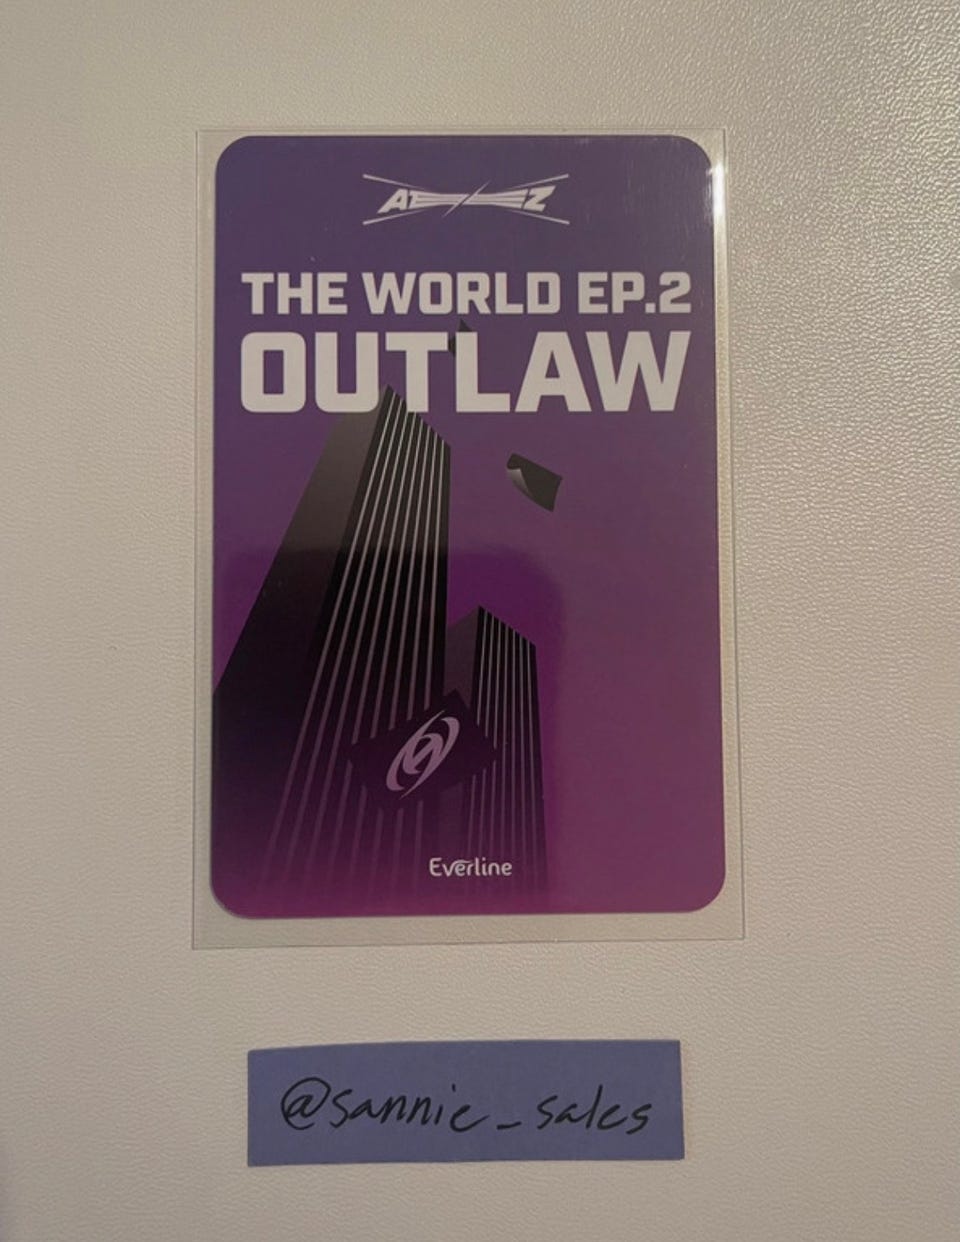 ATEEZ
THE WORLD EP.2
OUTLAW
Everline
@sannie_sales